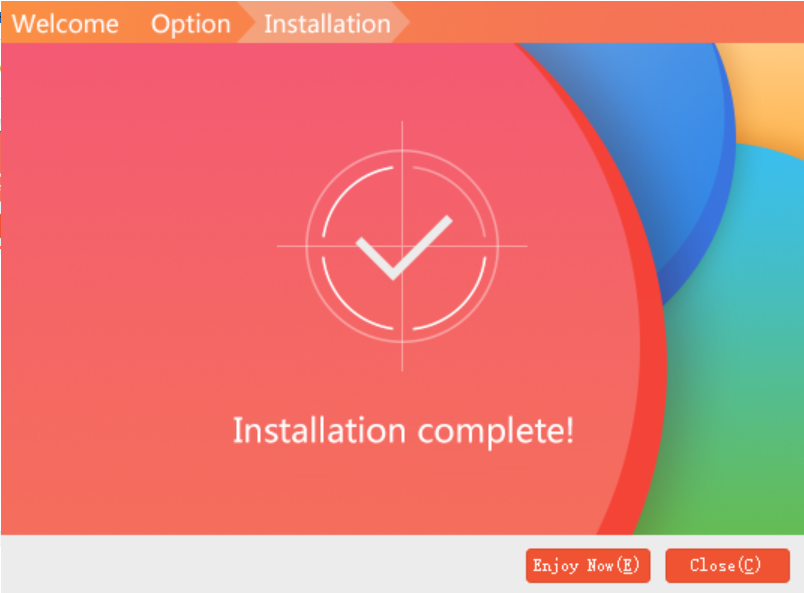 Welcome Option Installation
Installation complete!
Enjoy Now(E) Close(C)